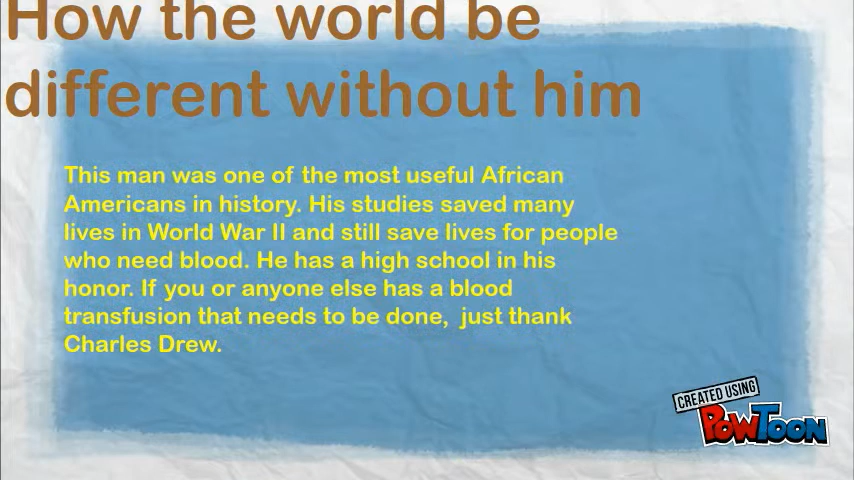 How the world be
different without him
This man was one of the most useful African
Americans in history. His studies saved many
lives in World War II and still save lives for people
who need blood. He has a high school in his
honor. If you or anyone else has a blood
transfusion that needs to be done, just thank
Charles Drew.
CREATED USING
POWTOON